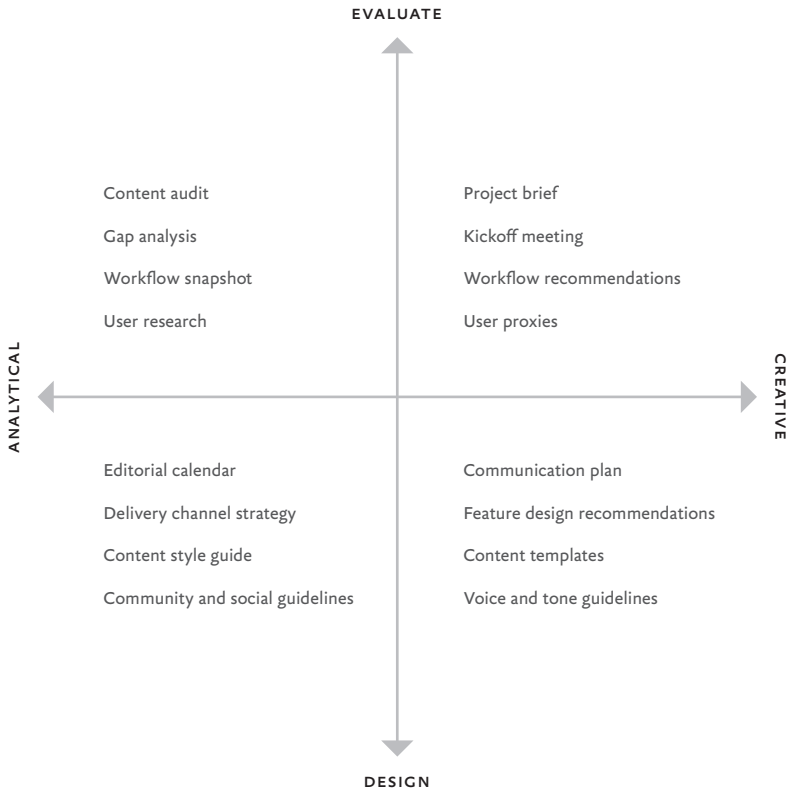 EVALUATE
Content audit
Gap analysis
Workflow snapshot
User research
Project brief
Kickoff meeting
Workflow recommendations
User proxies
ANALYTICAL
CREATIVE
Editorial calendar
Delivery channel strategy
Content style guide
Community and social guidelines
Communication plan
Feature design recommendations
Content templates
Voice and tone guidelines
DESIGN